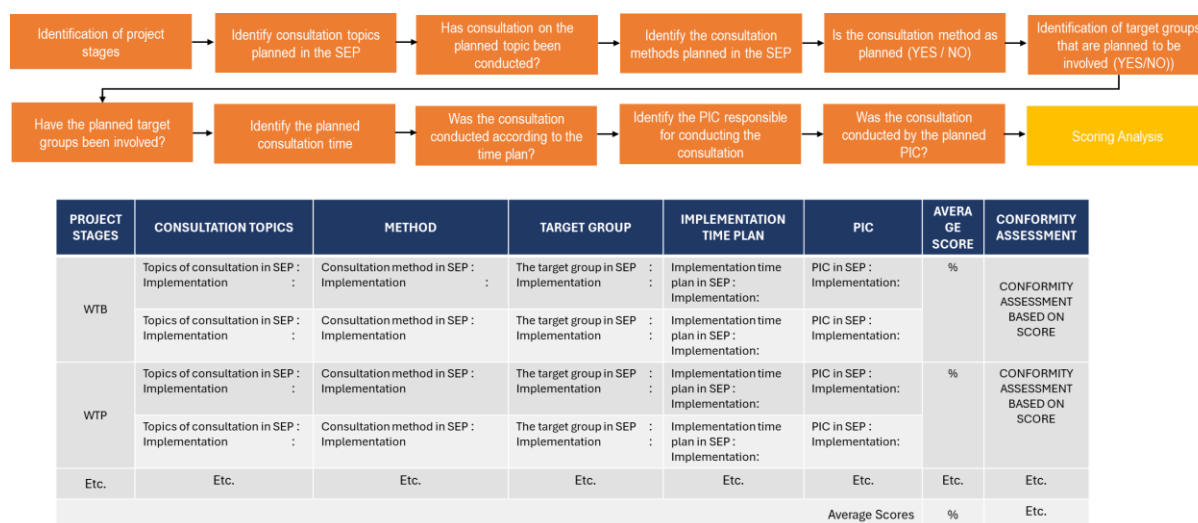 Identification of project
stages
Identify consultation topics
planned in the SEP
Has consultation on
the planned topic been
conducted?
Identify the consultation
methods planned in the SEP
Is the consultation method as
planned (YES / NO)
Identification of target groups
that are planned to be
involved (YES/NO))
Have the planned target
groups been involved?
Identify the planned
consultation time
Was the consultation
conducted according to the
time plan?
Identify the PIC responsible
for conducting the
consultation
Was the consultation
conducted by the planned
PIC?
Scoring Analysis
PROJECT
STAGES
CONSULTATION TOPICS
METHOD
TARGET GROUP
IMPLEMENTATION
TIME PLAN
PIC
AVERA
GE
SCORE
CONFORMITY
ASSESSMENT
WTB
Topics of consultation in SEP :
Implementation :
Consultation method in SEP :
Implementation :
The target group in SEP :
Implementation :
Implementation time
plan in SEP :
Implementation:
PIC in SEP :
Implementation:
%
CONFORMITY
ASSESSMENT
BASED ON
SCORE
Topics of consultation in SEP :
Implementation :
Consultation method in SEP :
Implementation :
The target group in SEP :
Implementation :
Implementation time
plan in SEP :
Implementation:
PIC in SEP :
Implementation:
WTP
Topics of consultation in SEP :
Implementation :
Consultation method in SEP :
Implementation
The target group in SEP :
Implementation :
Implementation time
plan in SEP :
Implementation:
PIC in SEP :
Implementation:
%
CONFORMITY
ASSESSMENT
BASED ON
SCORE
Topics of consultation in SEP :
Implementation :
Consultation method in SEP :
Implementation
The target group in SEP :
Implementation :
Implementation time
plan in SEP :
Implementation:
PIC in SEP :
Implementation:
Etc.
Etc.
Etc.
Etc.
Etc.
Etc.
Etc.
Etc.
Average Scores
%
Etc.